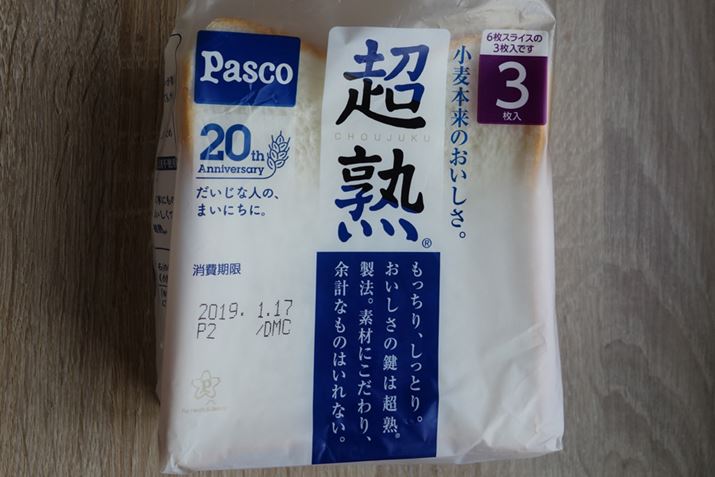 Pasco
20th
Anniversary
だいじな人の、
まいにちに。
消費期限
2019. 1.17
P2 /DMC
超熟®
CHOUJUKU
小麦本来のおいしさ。
6枚スライスの
3枚入です
3
枚入
もっちり、しっとり。
おいしさの鍵は超熟®
製法。素材にこだわり、
余計なものはいれない。